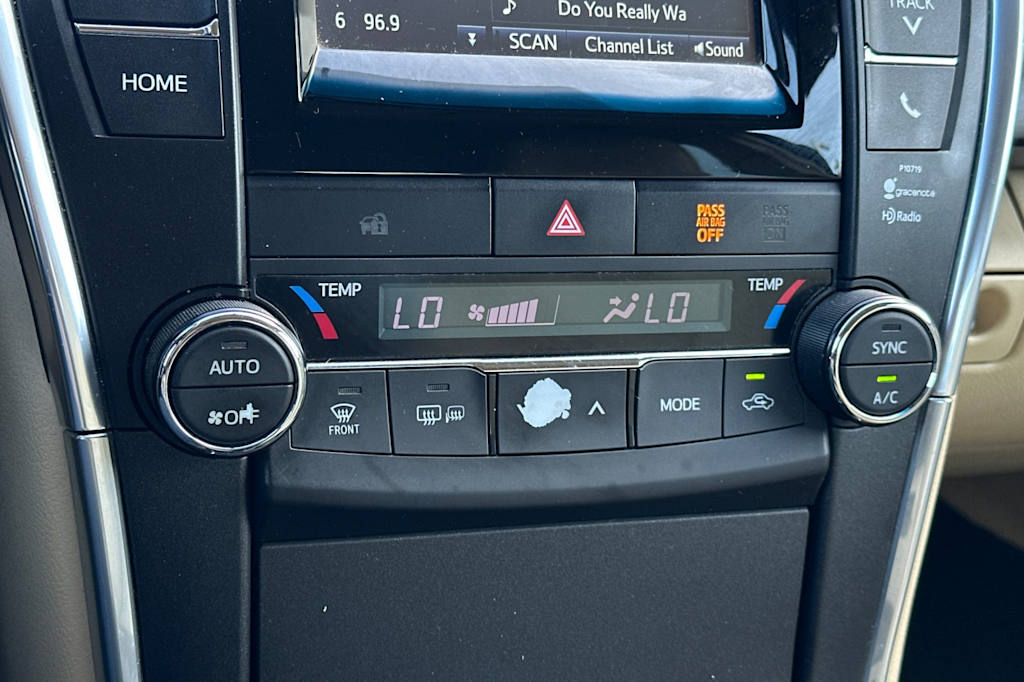 TRACK
6 96.9
Do You Really Wa
SCAN
Channel List
Sound
HOME
P10719
gracenote
HD Radio
PASS
AIR BAG
OFF
PASS
AIR BAG
ON
TEMP
LO
LO
TEMP
AUTO
OFF
FRONT
MODE
SYNC
A/C